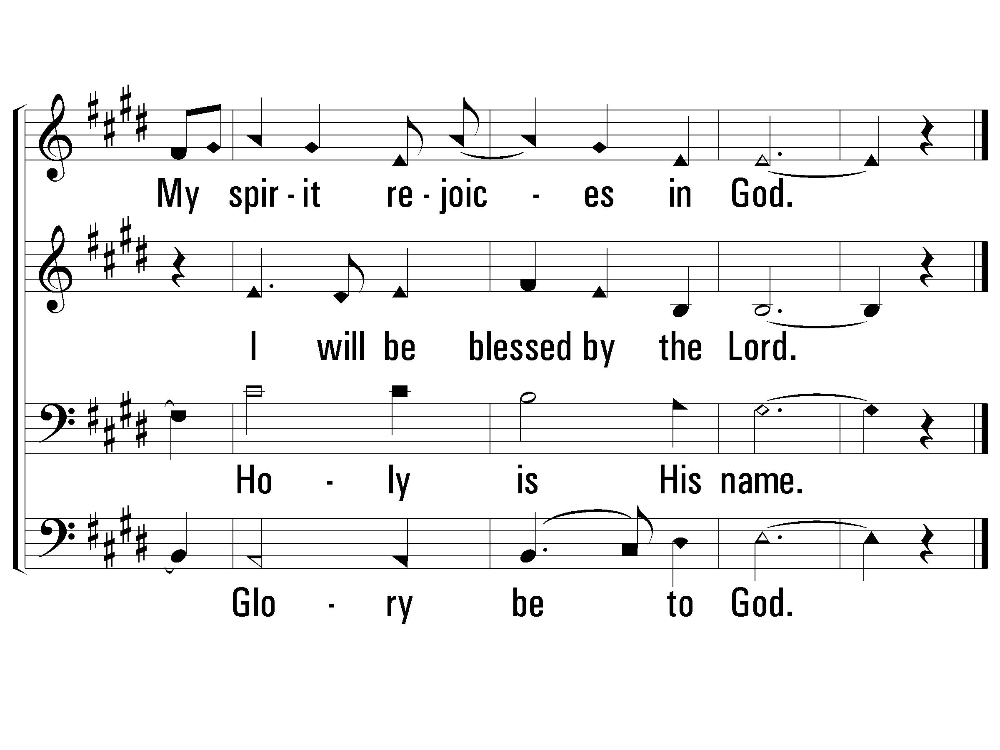 My spir - it re - joic - es in God.
I will be blessed by the Lord.
Ho - ly is His name.
Glo - ry be to God.